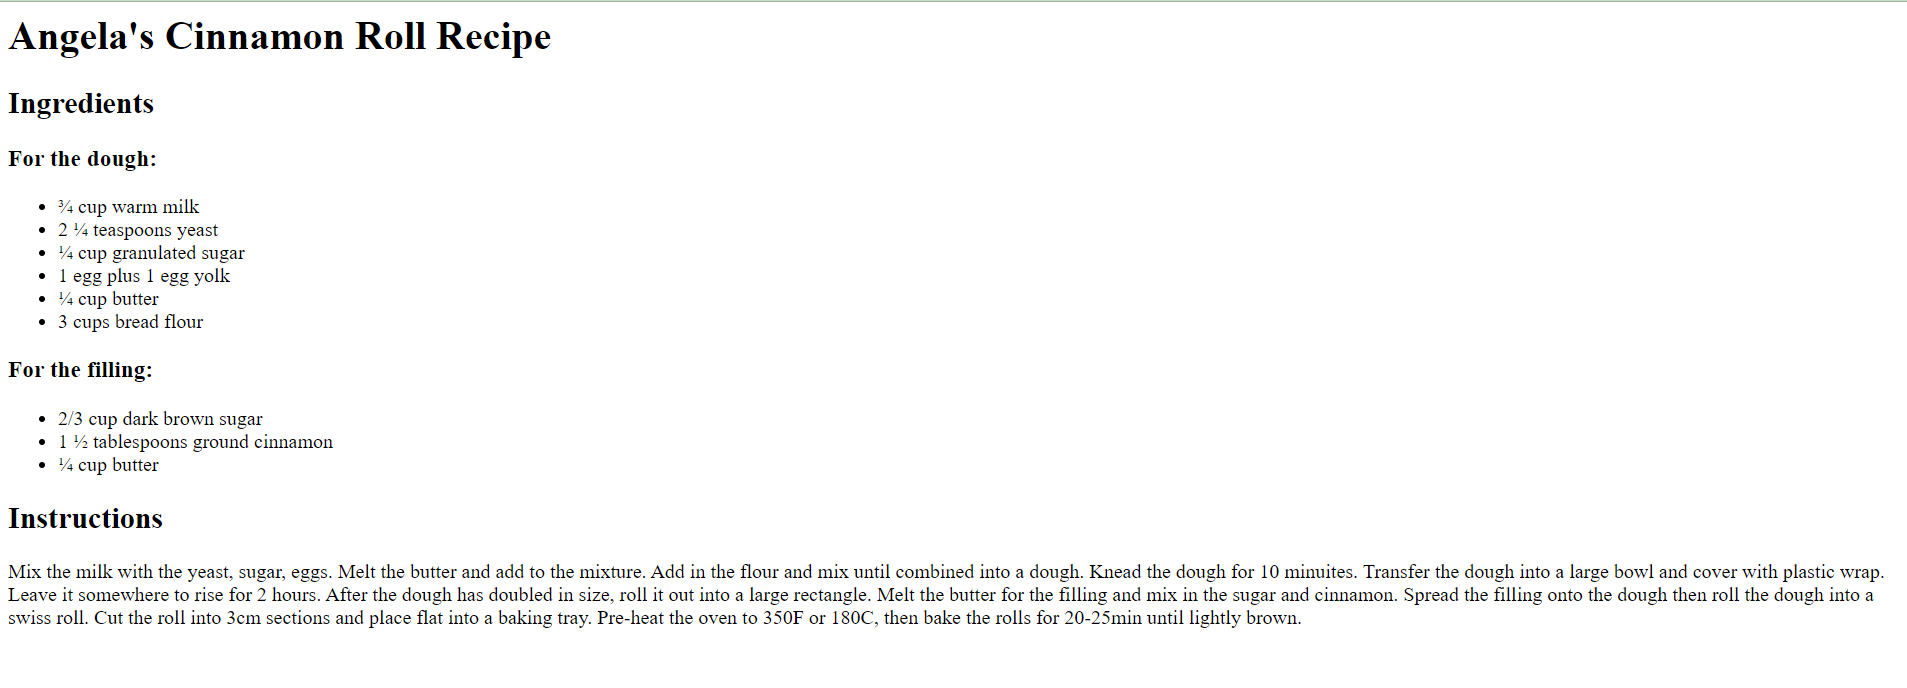 Angela's Cinnamon Roll Recipe
Ingredients
For the dough:
• ¾ cup warm milk
• 2 ¼ teaspoons yeast
• ¼ cup granulated sugar
• 1 egg plus 1 egg yolk
• ¼ cup butter
• 3 cups bread flour
For the filling:
• 2/3 cup dark brown sugar
• 1 ½ tablespoons ground cinnamon
• ¼ cup butter
Instructions
Mix the milk with the yeast, sugar, eggs. Melt the butter and add to the mixture. Add in the flour and mix until combined into a dough. Knead the dough for 10 minuites. Transfer the dough into a large bowl and cover with plastic wrap.
Leave it somewhere to rise for 2 hours. After the dough has doubled in size, roll it out into a large rectangle. Melt the butter for the filling and mix in the sugar and cinnamon. Spread the filling onto the dough then roll the dough into a
swiss roll. Cut the roll into 3cm sections and place flat into a baking tray. Pre-heat the oven to 350F or 180C, then bake the rolls for 20-25min until lightly brown.